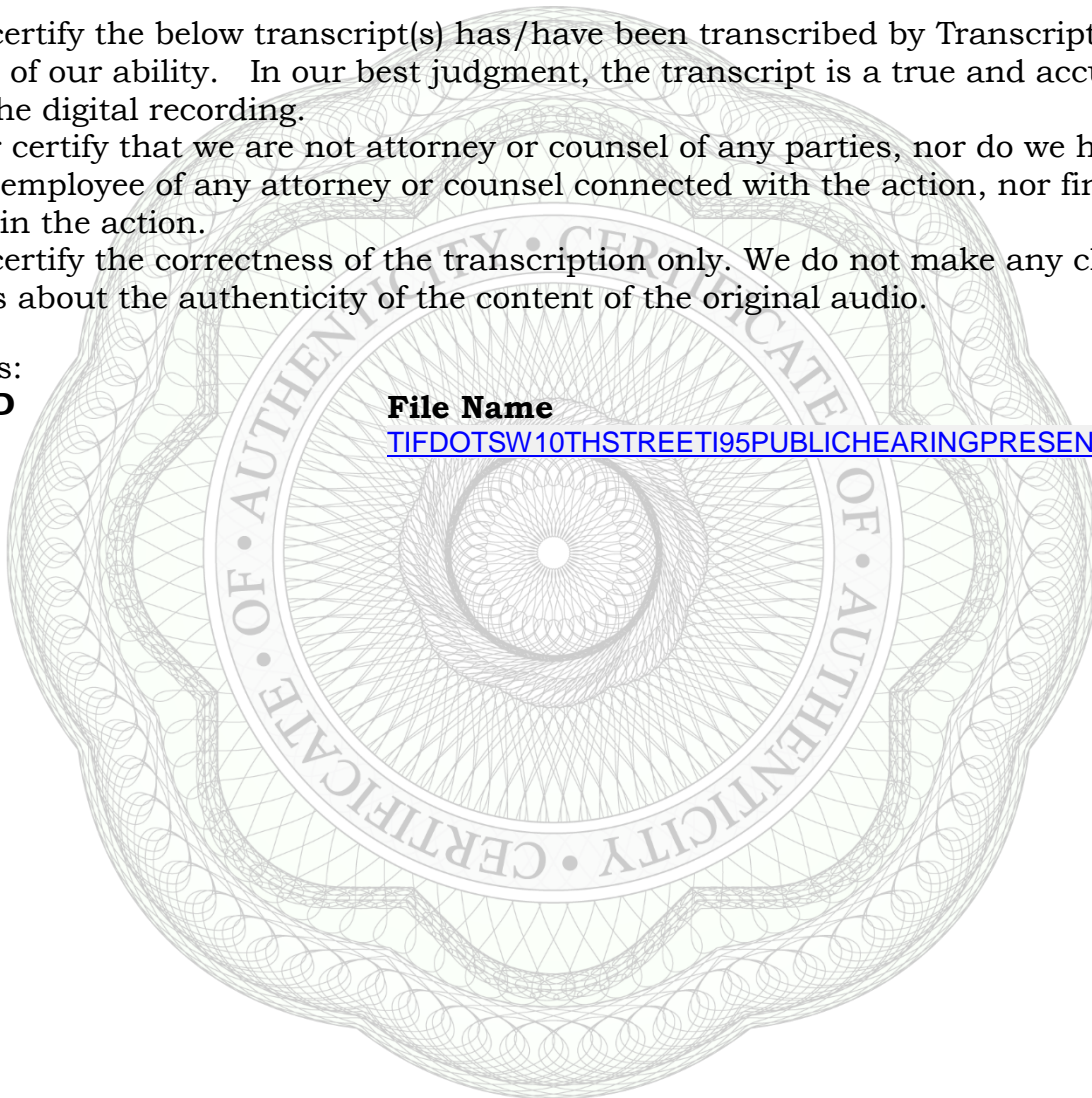 certify the below transcript(s) has/have been transcribed by Transcript
of our ability. In our best judgment, the transcript is a true and accu
he digital recording.
certify that we are not attorney or counsel of any parties, nor do we h
employee of any attorney or counsel connected with the action, nor fin
in the action.
certify the correctness of the transcription only. We do not make any cl
s about the authenticity of the content of the original audio.
s:
D
File Name
TIFDOTSW10THSTREETI95PUBLICHEARINGPRESEN
CERTIFICATE • OF • AUTHENTICITY • CERTIFICATE • OF • AUTHENTICITY •